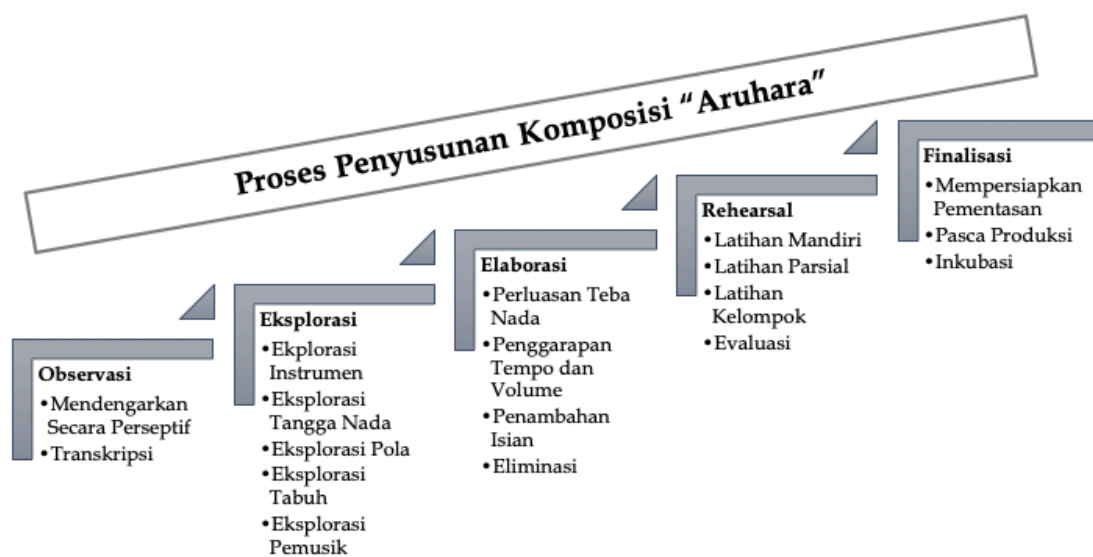 Proses Penyusunan Komposisi “Aruhara”
Observasi
•Mendengarkan
Secara Perseptif
•Transkripsi
Eksplorasi
•Ekplorasi
Instrumen
•Eksplorasi
Tangga Nada
•Eksplorasi Pola
•Eksplorasi
Tabuh
•Eksplorasi
Pemusik
Elaborasi
•Perluasan Teba
Nada
•Penggarapan
Tempo dan
Volume
•Penambahan
Isian
•Eliminasi
Rehearsal
•Latihan Mandiri
•Latihan Parsial
•Latihan
Kelompok
•Evaluasi
Finalisasi
•Mempersiapkan
Pementasan
•Pasca Produksi
•Inkubasi